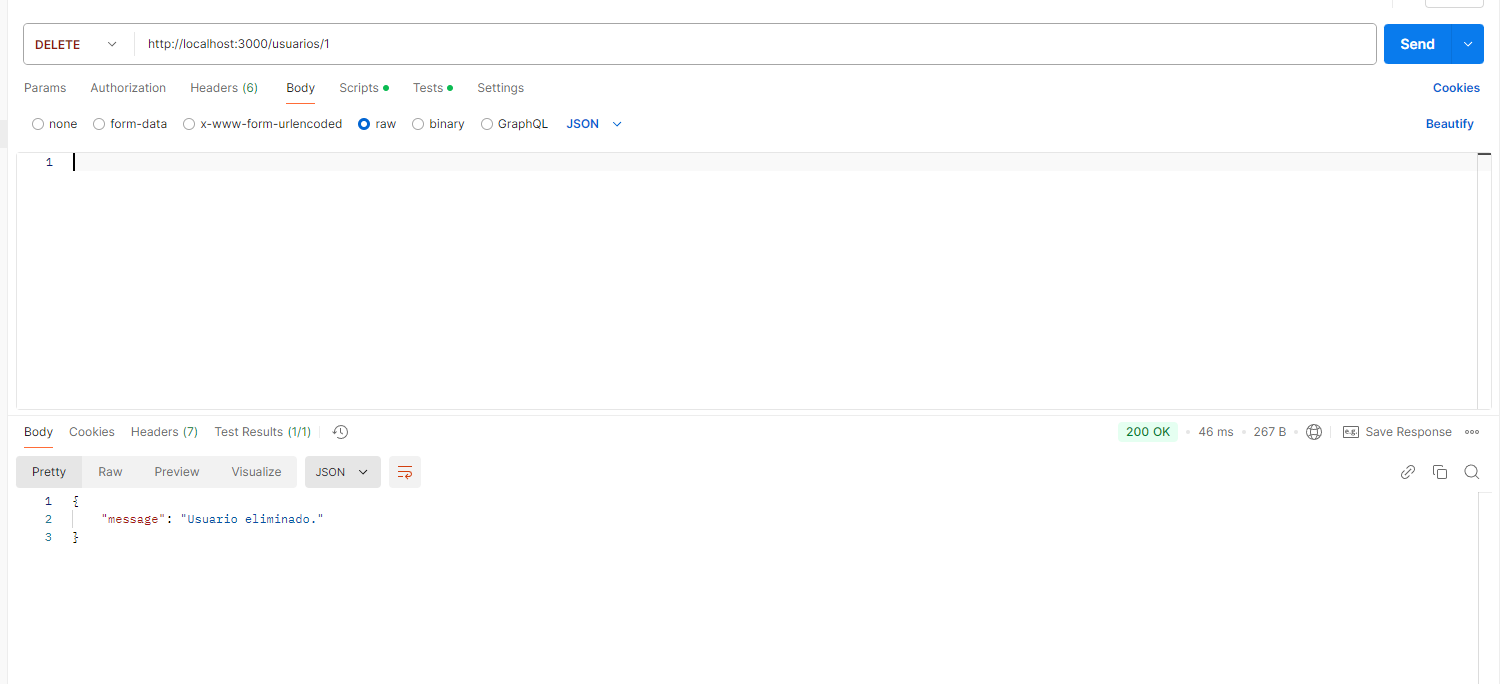 DELETE http://localhost:3000/usuarios/1 Send
Params Authorization Headers (6) Body Scripts Tests Settings Cookies
none form-data x-www-form-urlencoded raw binary GraphQL JSON Beautify
1
Body Cookies Headers (7) Test Results (1/1) 200 OK 46 ms 267 B e.g. Save Response
Pretty Raw Preview Visualize JSON
1 {
2 "message": "Usuario eliminado."
3 }